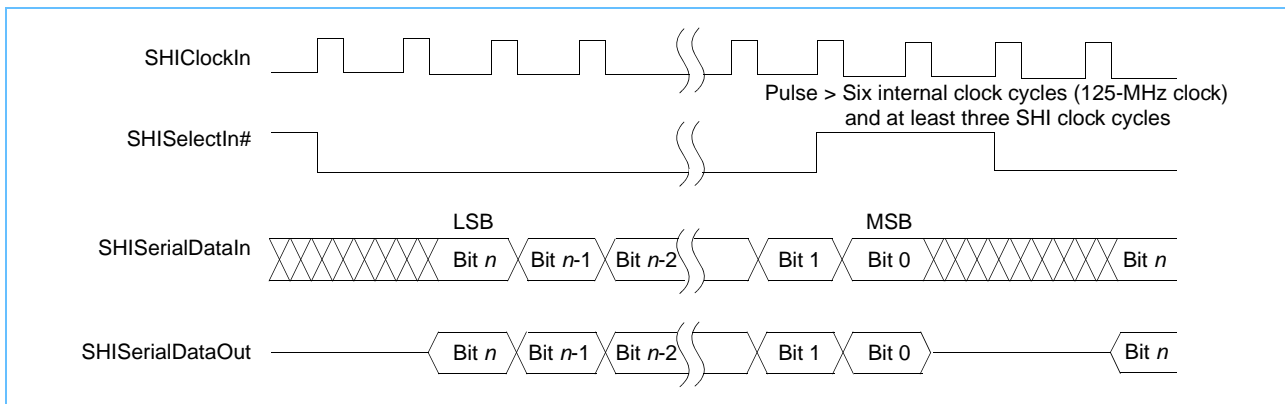 SHIClockIn
Pulse > Six internal clock cycles (125-MHz clock)
and at least three SHI clock cycles
SHISelectIn#
LSB MSB
SHISerialDataIn Bit n Bit n-1 Bit n-2 Bit 1 Bit 0 Bit n
SHISerialDataOut Bit n Bit n-1 Bit n-2 Bit 1 Bit 0 Bit n